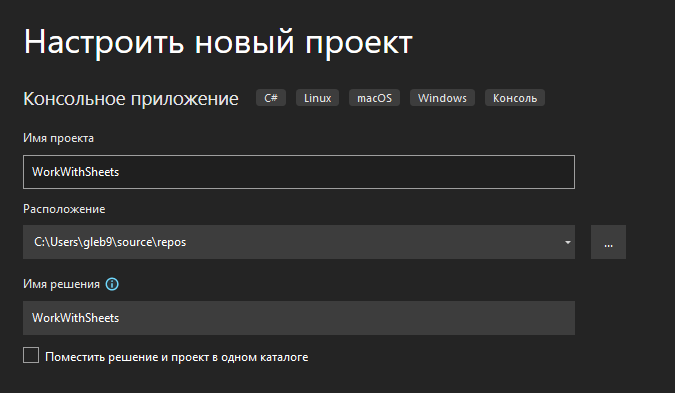 Настроить новый проект
Консольное приложение C# Linux macOS Windows Консоль
Имя проекта
WorkWithSheets
Расположение
C:\Users\gleb9\source\repos ...
Имя решения
WorkWithSheets
Поместить решение и проект в одном каталоге